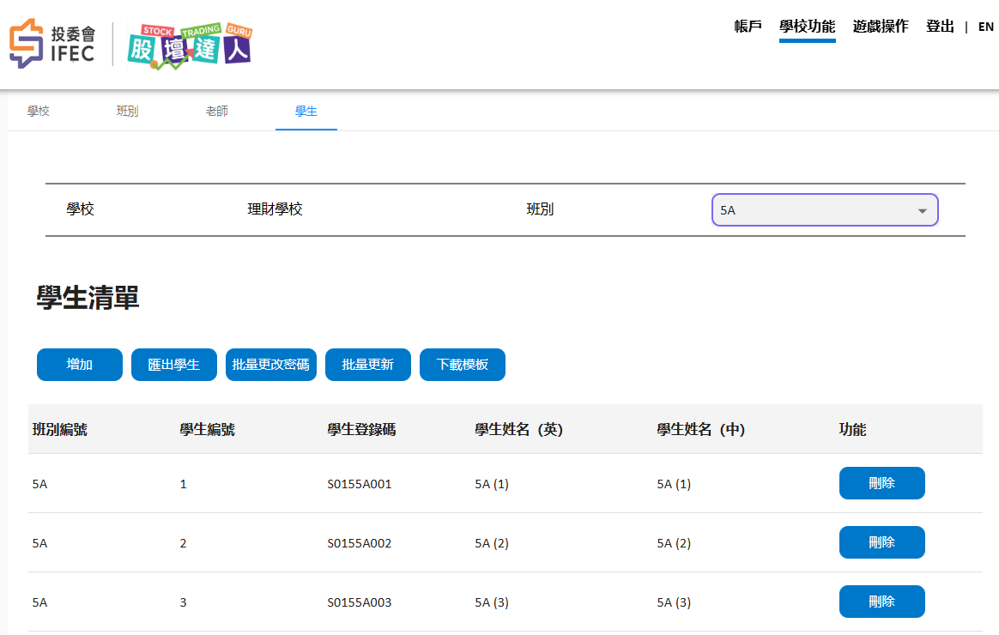 投委會
IFEC
STOCK TRADING GURU
股壇達人
帳戶 學校功能 遊戲操作 登出 | EN
學校 班別 老師 學生
學校 理財學校 班別 5A
學生清單
增加 匯出學生 批量更改密碼 批量更新 下載模板
班別編號 學生編號 學生登錄碼 學生姓名（英） 學生姓名（中） 功能
5A 1 S0155A001 5A (1) 5A (1) 刪除
5A 2 S0155A002 5A (2) 5A (2) 刪除
5A 3 S0155A003 5A (3) 5A (3) 刪除